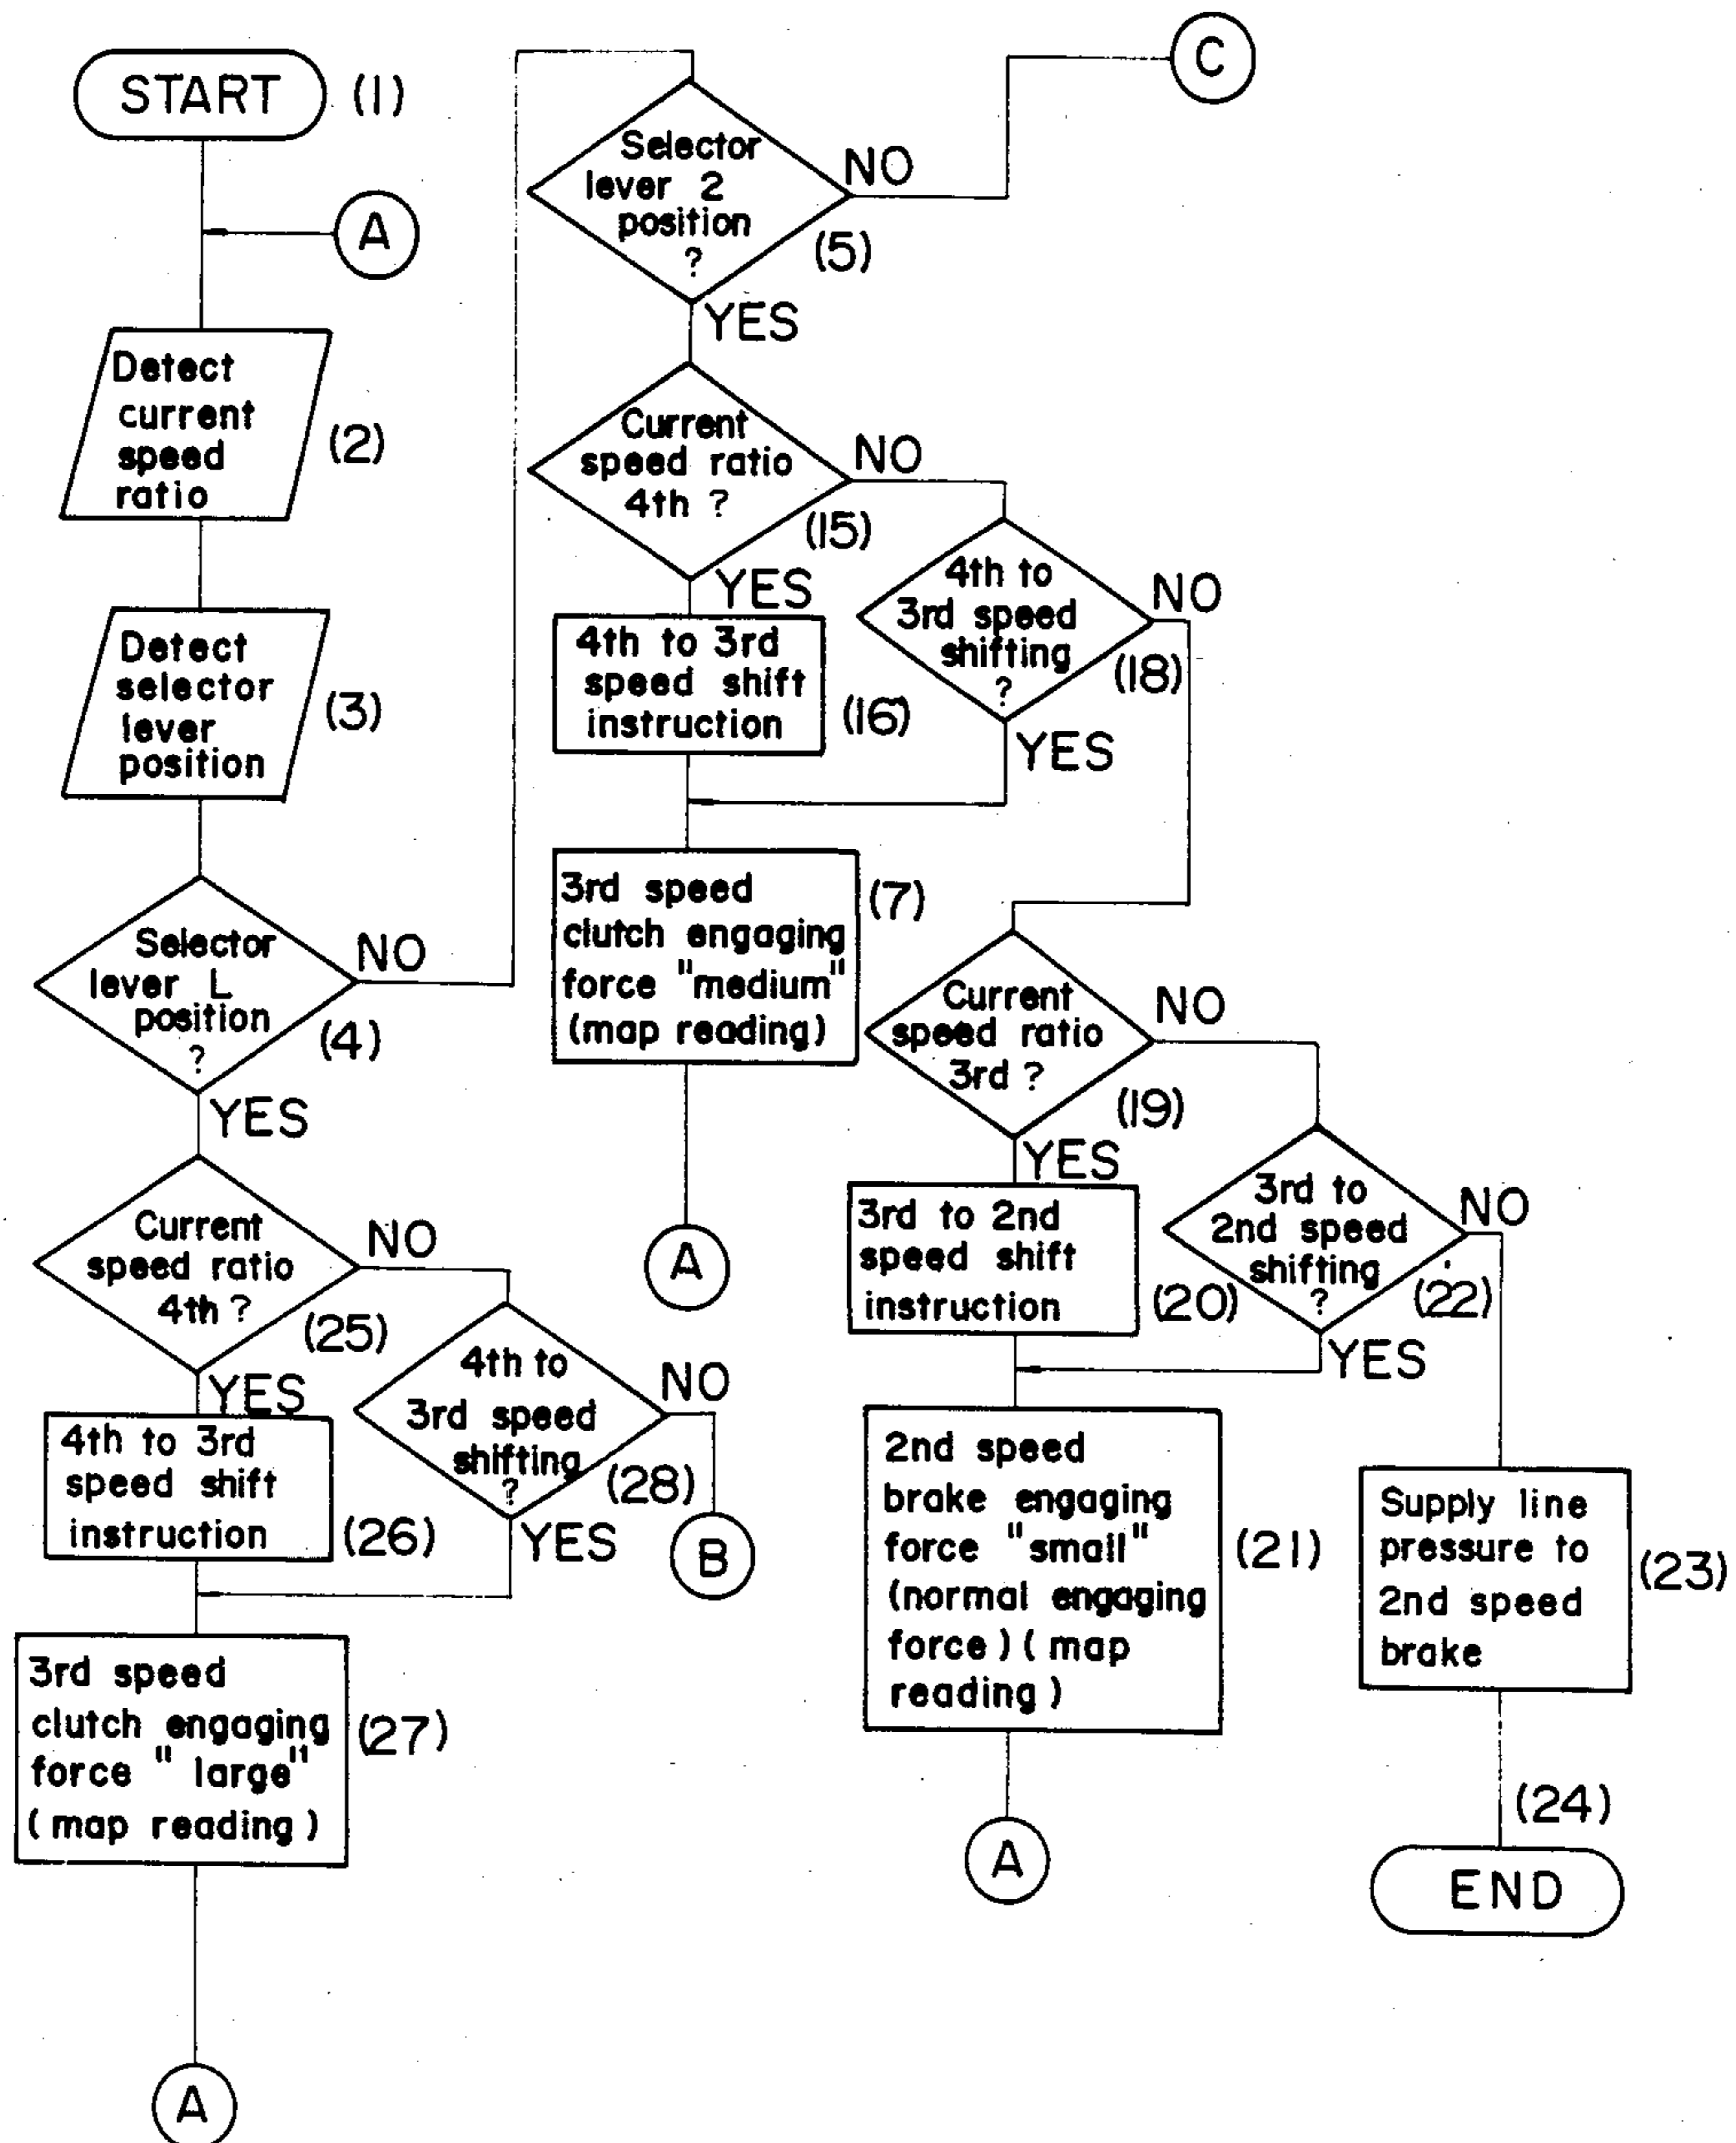 START (1)
A
Detect
current
speed
ratio
(2)
Detect
selector
lever
position
(3)
Selector
lever L
position
?
(4)
NO
YES
Current
speed ratio
4th ?
(25)
NO
YES
4th to 3rd
speed shift
instruction
(26)
4th to
3rd speed
shifting
?
(28)
NO
B
YES
3rd speed
clutch engaging
force "large"
(map reading)
(27)
A
Selector
lever 2
position
?
(5)
NO
C
YES
Current
speed ratio
4th ?
(15)
NO
YES
4th to 3rd
speed shift
instruction
(16)
4th to
3rd speed
shifting
?
(18)
NO
YES
3rd speed
clutch engaging
force "medium"
(map reading)
(7)
A
Current
speed ratio
3rd ?
(19)
NO
YES
3rd to 2nd
speed shift
instruction
(20)
3rd to
2nd speed
shifting
?
(22)
NO
YES
2nd speed
brake engaging
force "small"
(normal engaging
force) (map
reading)
(21)
A
Supply line
pressure to
2nd speed
brake
(23)
(24)
END